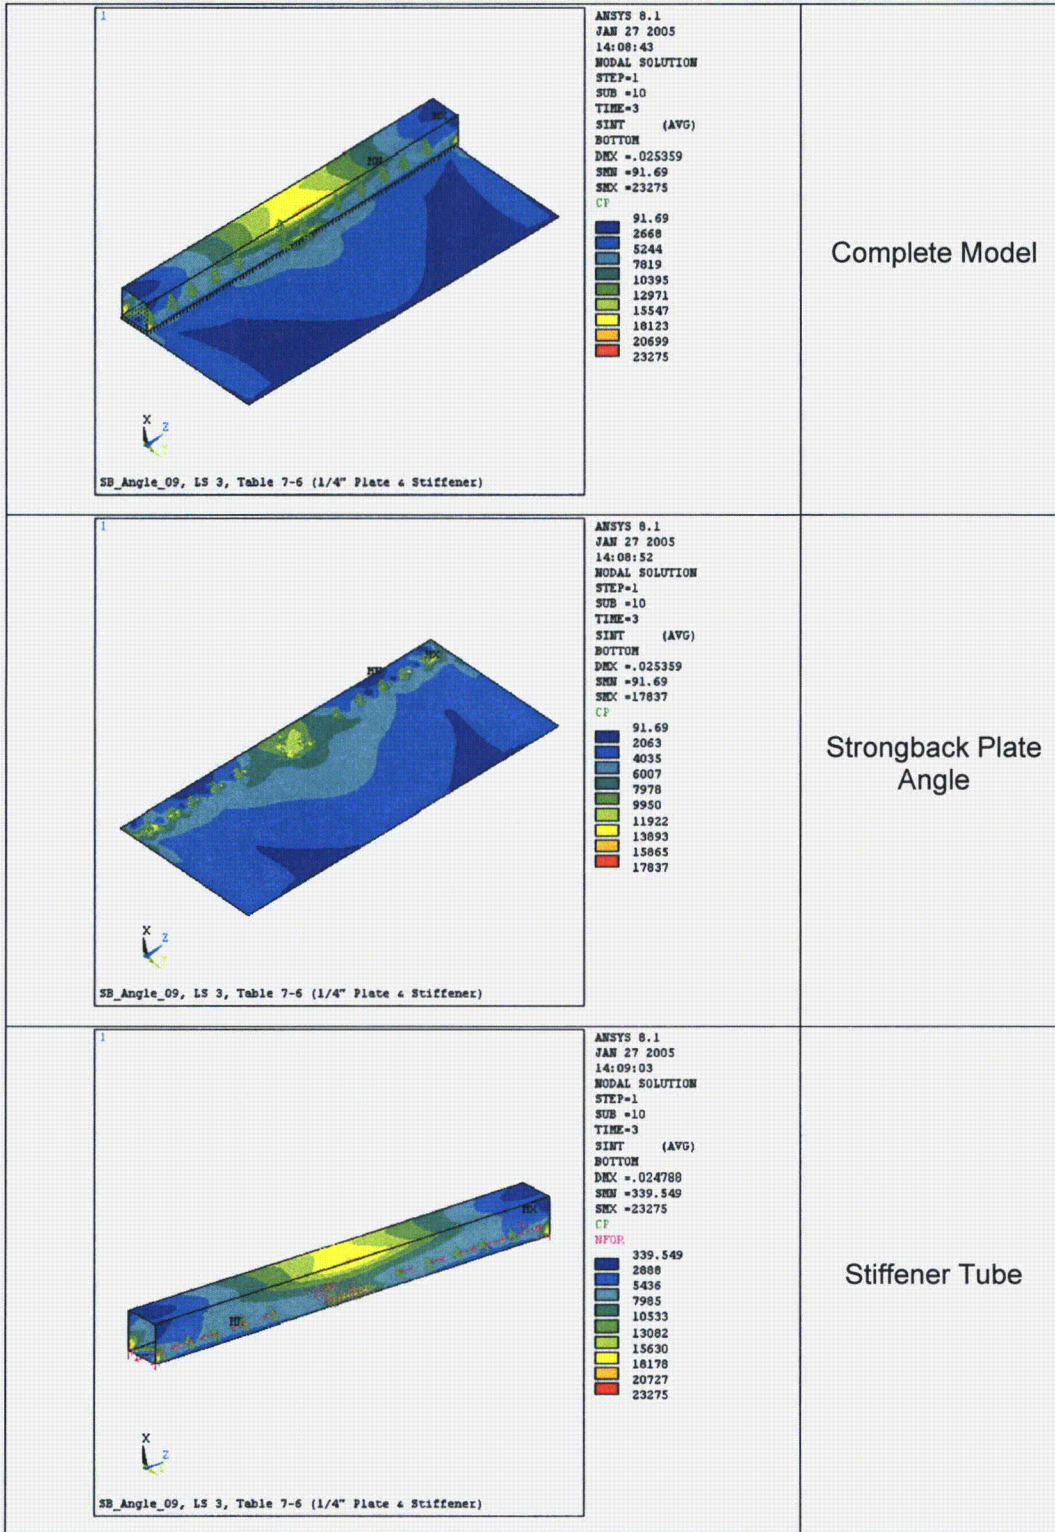 1
ANSYS 8.1
JAN 27 2005
14:08:43
NODAL SOLUTION
STEP=1
SUB =10
TIME=3
SINT (AVG)
BOTTOM
DMX =.025359
SMN =91.69
SMX =23275
CP
91.69
2668
5244
7819
10395
12971
15547
18123
20699
23275
MX
MN
X
Z
SB_Angle_09, LS 3, Table 7-6 (1/4" Plate & Stiffener)
Complete Model
1
ANSYS 8.1
JAN 27 2005
14:08:52
NODAL SOLUTION
STEP=1
SUB =10
TIME=3
SINT (AVG)
BOTTOM
DMX =.025359
SMN =91.69
SMX =17837
CP
91.69
2063
4035
6007
7978
9950
11922
13893
15865
17837
MN
MX
X
Z
SB_Angle_09, LS 3, Table 7-6 (1/4" Plate & Stiffener)
Strongback Plate
Angle
1
ANSYS 8.1
JAN 27 2005
14:09:03
NODAL SOLUTION
STEP=1
SUB =10
TIME=3
SINT (AVG)
BOTTOM
DMX =.024788
SMN =339.549
SMX =23275
CP
NFOR
339.549
2888
5436
7985
10533
13082
15630
18178
20727
23275
MX
MN
X
Z
SB_Angle_09, LS 3, Table 7-6 (1/4" Plate & Stiffener)
Stiffener Tube